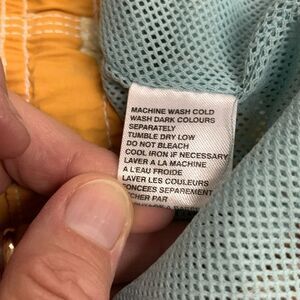 MACHINE WASH COLD
WASH DARK COLOURS
SEPARATELY
TUMBLE DRY LOW
DO NOT BLEACH
COOL IRON IF NECESSARY
LAVER A LA MACHINE
A L'EAU FROIDE
LAVER LES COULEURS
FONCEES SEPAREMENT
PAR